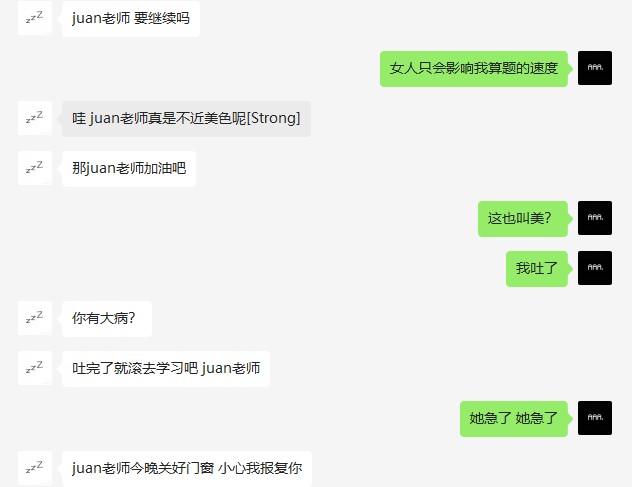 zzZ
juan老师 要继续吗
女人只会影响我算题的速度
AAA.
zzZ
哇 juan老师真是不近美色呢[Strong]
zzZ
那juan老师加油吧
这也叫美？
AAA.
我吐了
AAA.
zzZ
你有大病？
zzZ
吐完了就滚去学习吧 juan老师
她急了 她急了
AAA.
zzZ
juan老师今晚关好门窗 小心我报复你